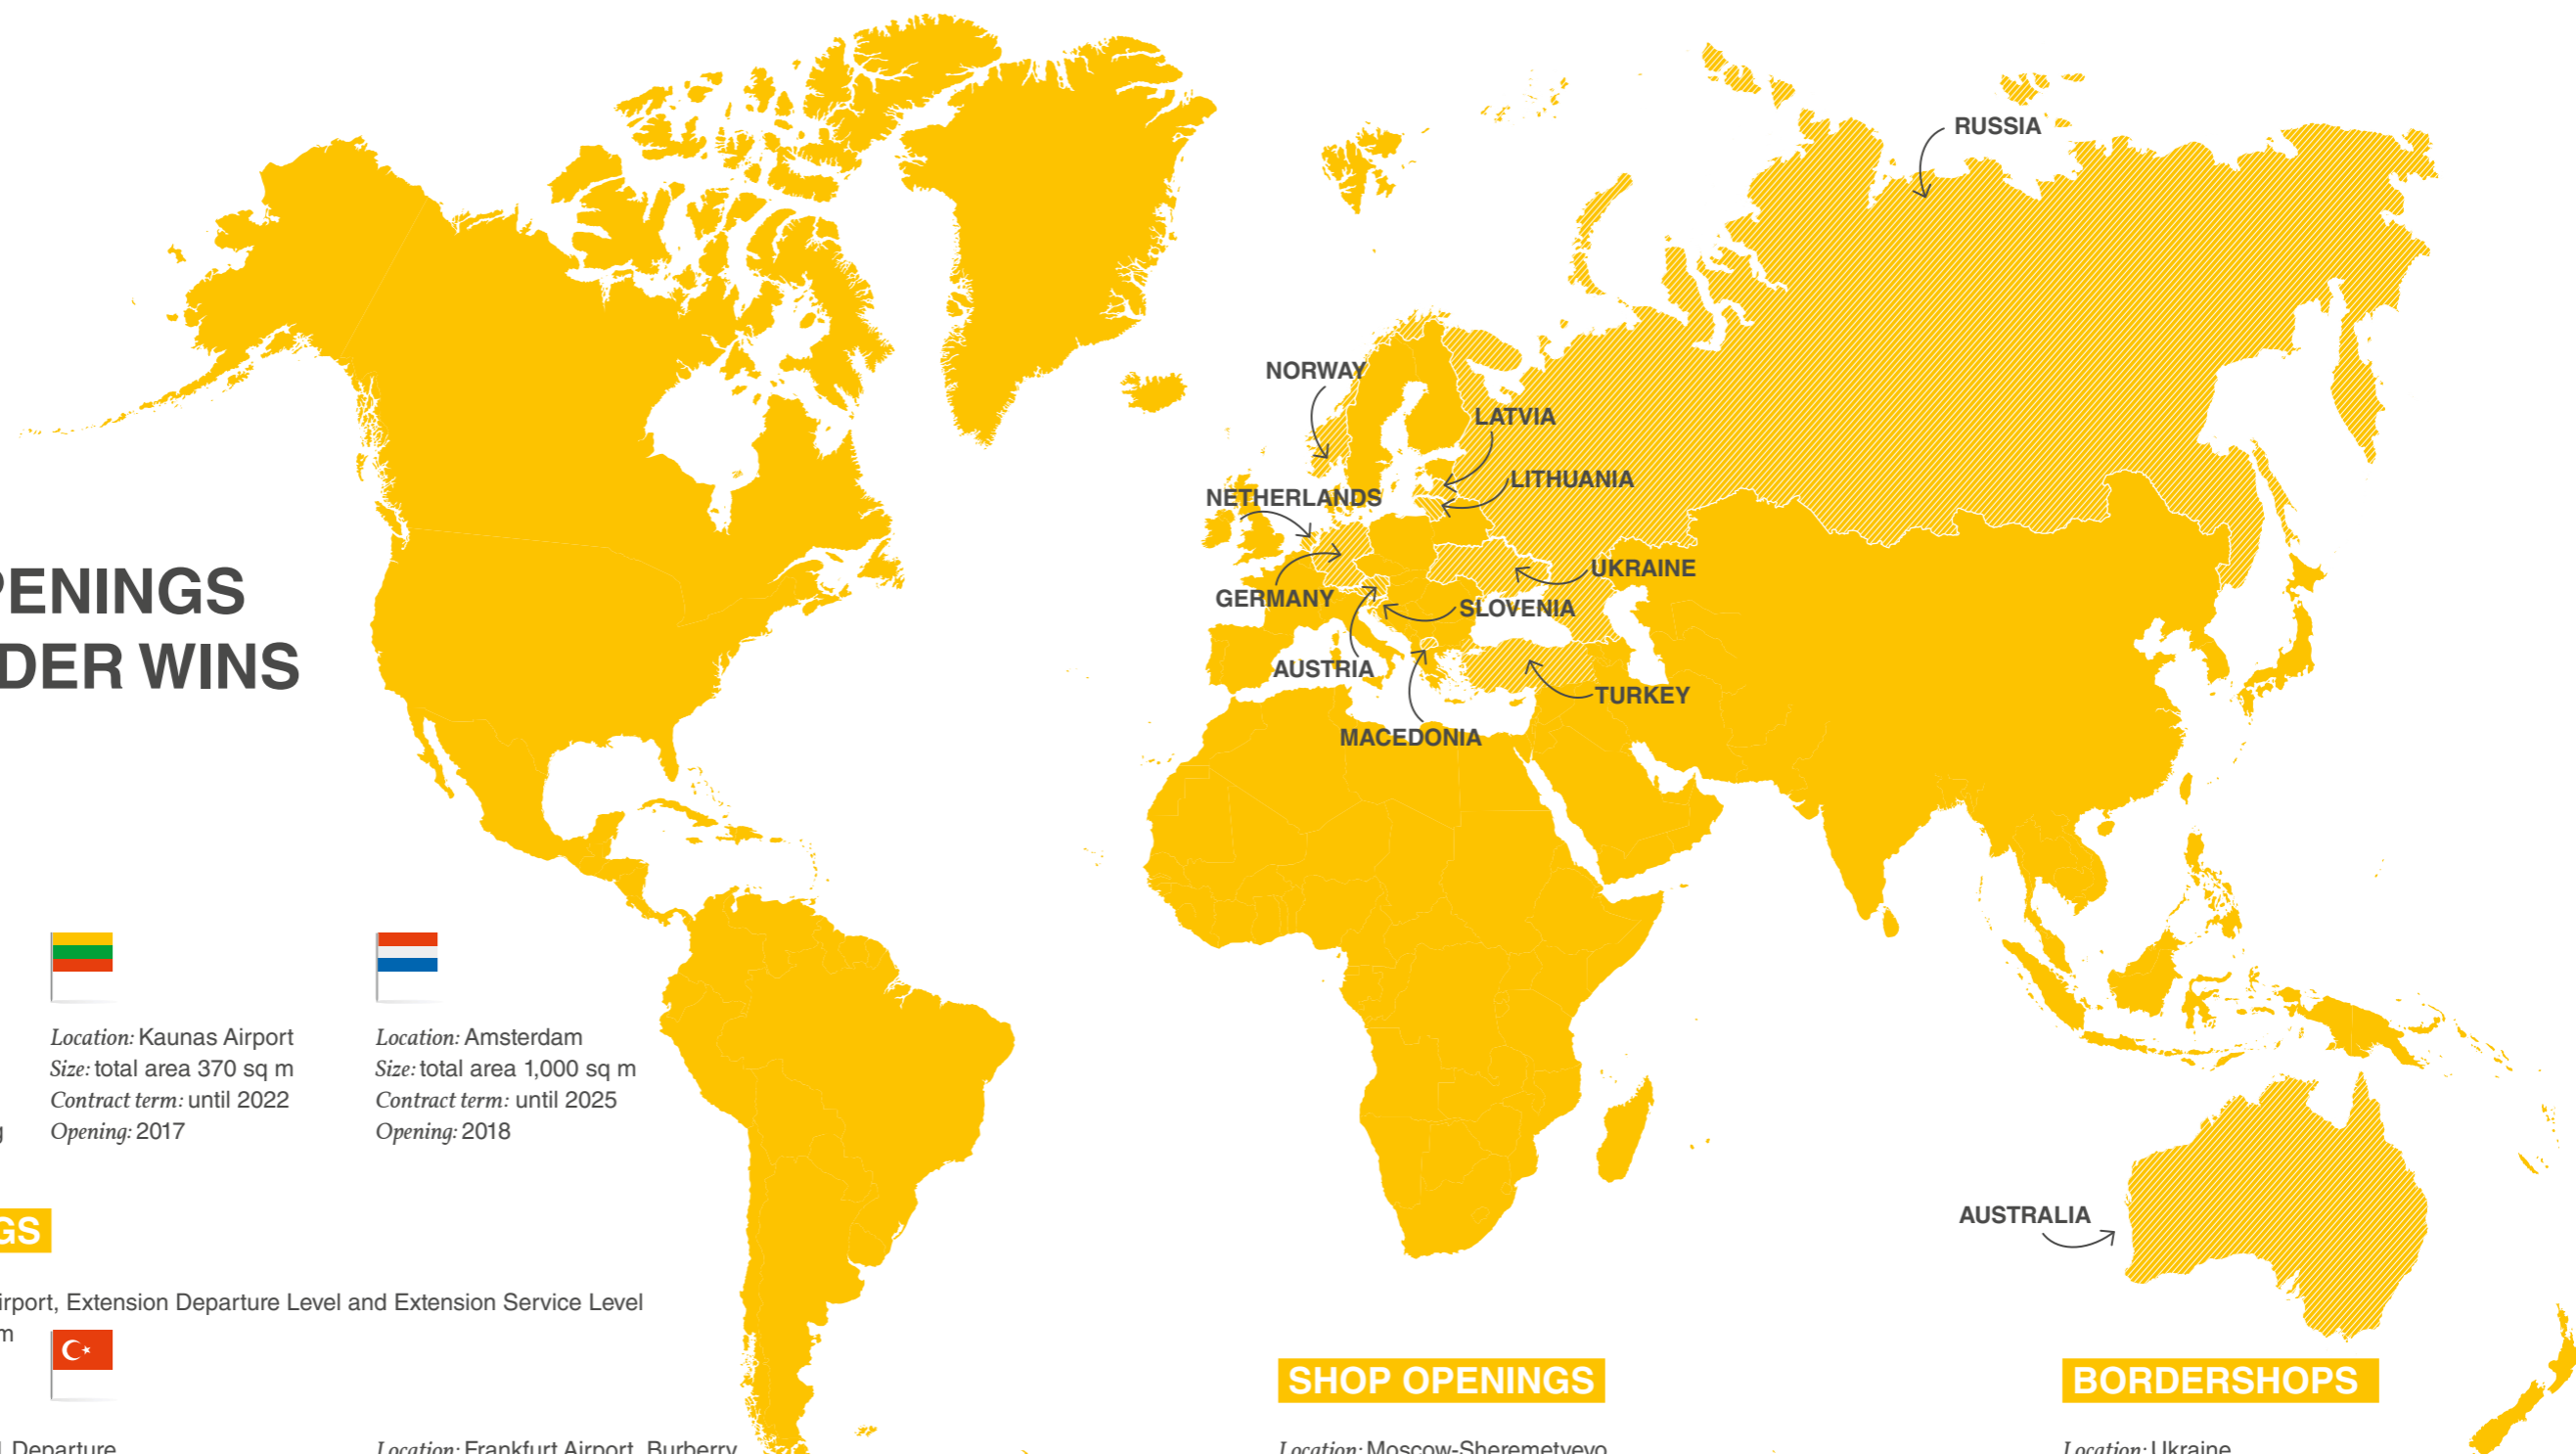 PENINGS
DER WINS
RUSSIA
NORWAY
LATVIA
LITHUANIA
NETHERLANDS
UKRAINE
GERMANY
SLOVENIA
AUSTRIA
TURKEY
MACEDONIA
AUSTRALIA
Location: Kaunas Airport
Size: total area 370 sq m
Contract term: until 2022
g
Opening: 2017
Location: Amsterdam
Size: total area 1,000 sq m
Contract term: until 2025
Opening: 2018
GS
irport, Extension Departure Level and Extension Service Level
m
SHOP OPENINGS
BORDERSHOPS
Departure
Location: Frankfurt Airport, Burberry
Location: Moscow-Sheremetyevo
Location: Ukraine